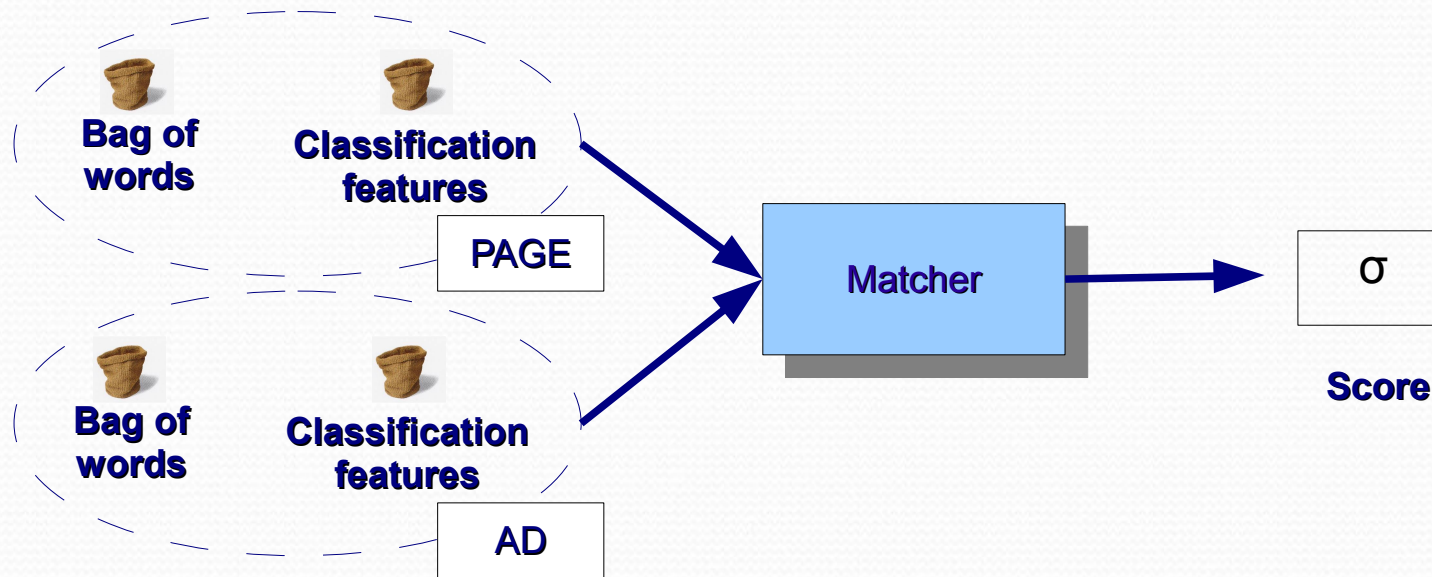 Bag of
words
Classification
features
PAGE
Bag of
words
Classification
features
AD
Matcher
σ
Score